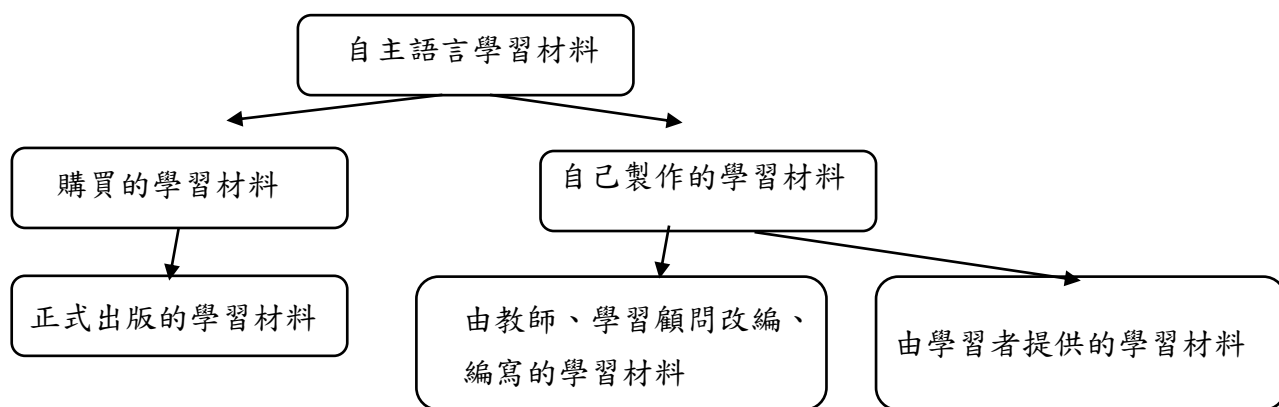 自主語言學習材料
購買的學習材料
自己製作的學習材料
正式出版的學習材料
由教師、學習顧問改編、
編寫的學習材料
由學習者提供的學習材料